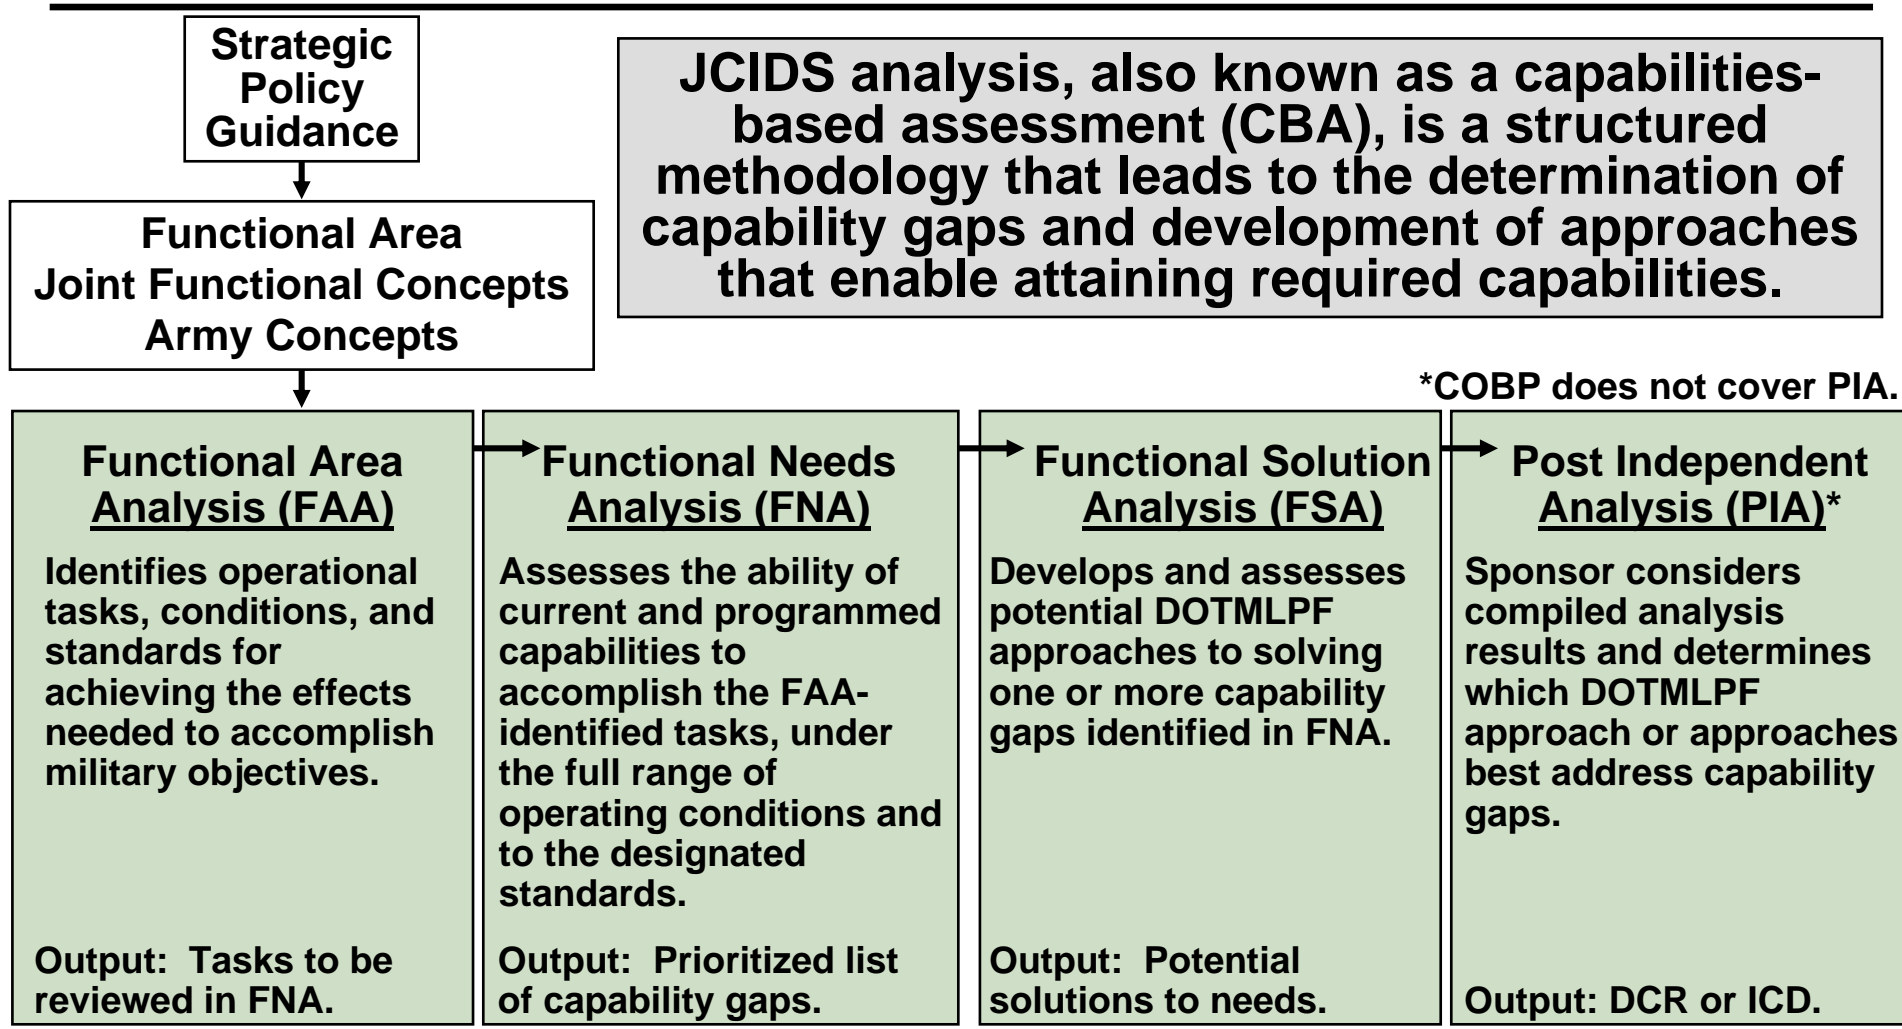 Strategic
Policy
Guidance
JCIDS analysis, also known as a capabilities-
based assessment (CBA), is a structured
methodology that leads to the determination of
capability gaps and development of approaches
that enable attaining required capabilities.
Functional Area
Joint Functional Concepts
Army Concepts
*COBP does not cover PIA.
Functional Area
Analysis (FAA)
Identifies operational
tasks, conditions, and
standards for
achieving the effects
needed to accomplish
military objectives.
Output: Tasks to be
reviewed in FNA.
Functional Needs
Analysis (FNA)
Assesses the ability of
current and programmed
capabilities to
accomplish the FAA-
identified tasks, under
the full range of
operating conditions and
to the designated
standards.
Output: Prioritized list
of capability gaps.
Functional Solution
Analysis (FSA)
Develops and assesses
potential DOTMLPF
approaches to solving
one or more capability
gaps identified in FNA.
Output: Potential
solutions to needs.
Post Independent
Analysis (PIA)*
Sponsor considers
compiled analysis
results and determines
which DOTMLPF
approach or approaches
best address capability
gaps.
Output: DCR or ICD.